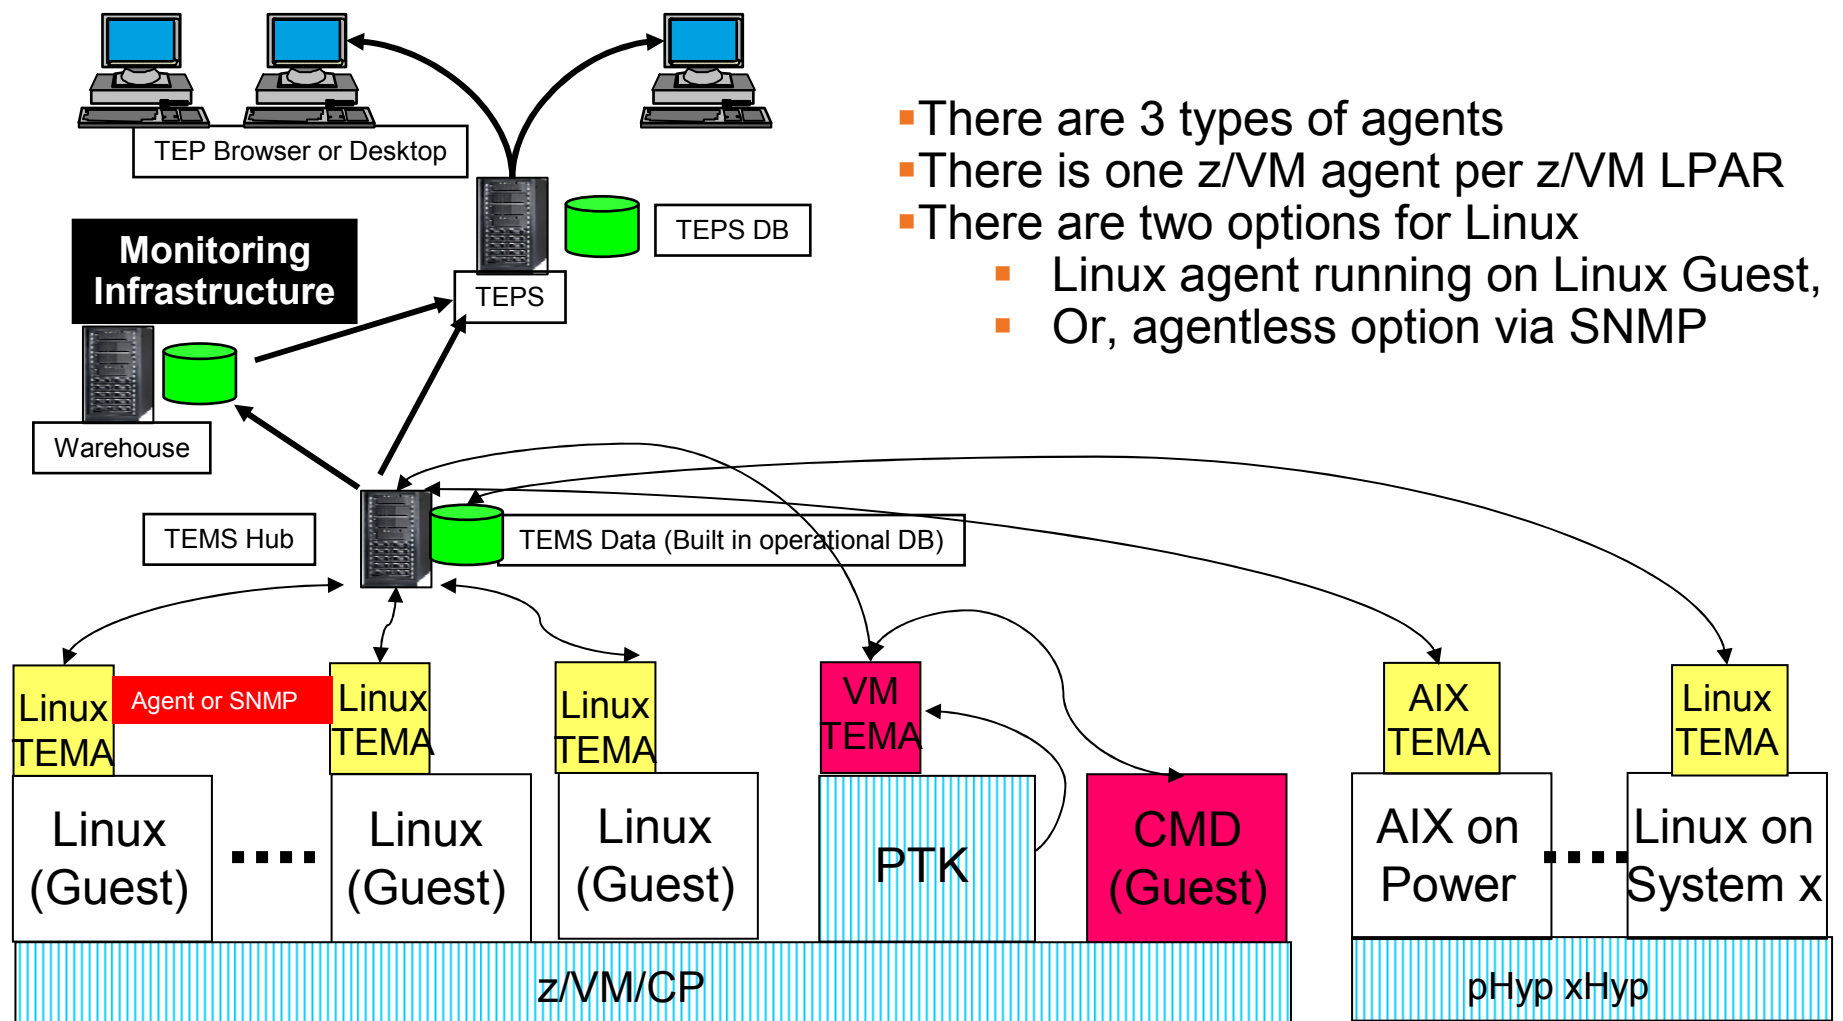 There are 3 types of agents
There is one z/VM agent per z/VM LPAR
There are two options for Linux
Linux agent running on Linux Guest,
Or, agentless option via SNMP
TEP Browser or Desktop
TEPS DB
Monitoring
Infrastructure
TEPS
Warehouse
TEMS Hub
TEMS Data (Built in operational DB)
Linux
TEMA
Agent or SNMP
Linux
TEMA
Linux
TEMA
VM
TEMA
AIX
TEMA
Linux
TEMA
Linux
(Guest)
Linux
(Guest)
Linux
(Guest)
PTK
CMD
(Guest)
AIX on
Power
Linux on
System x
z/VM/CP
pHyp xHyp